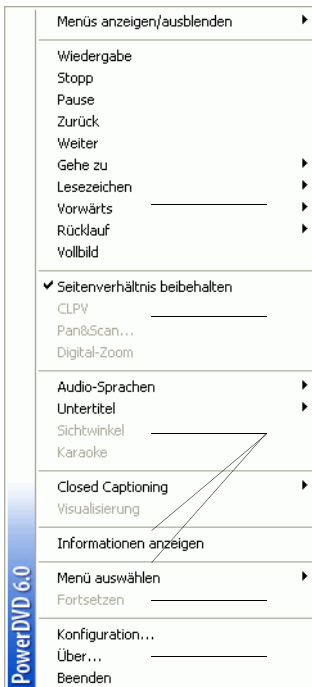 Menüs anzeigen/ausblenden
Wiedergabe
Stopp
Pause
Zurück
Weiter
Gehe zu
Lesezeichen
Vorwärts
Rücklauf
Vollbild
Seitenverhältnis beibehalten
CLPV
Pan&Scan...
Digital-Zoom
Audio-Sprachen
Untertitel
Sichtwinkel
Karaoke
Closed Captioning
Visualisierung
Informationen anzeigen
Menü auswählen
Fortsetzen
Konfiguration...
Über...
Beenden
PowerDVD 6.0